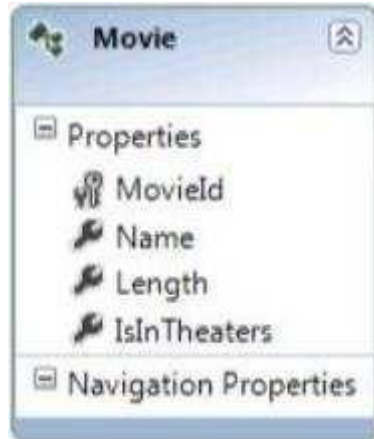 Movie
Properties
MovieId
Name
Length
IsInTheaters
Navigation Properties